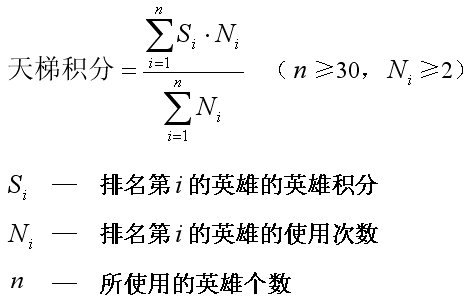 天梯积分 = \frac{\sum_{i=1}^{n} S_i \cdot N_i}{\sum_{i=1}^{n} N_i} （n ≥30，N_i ≥2）
S_i — 排名第 i 的英雄的英雄积分
N_i — 排名第 i 的英雄的使用次数
n — 所使用的英雄个数